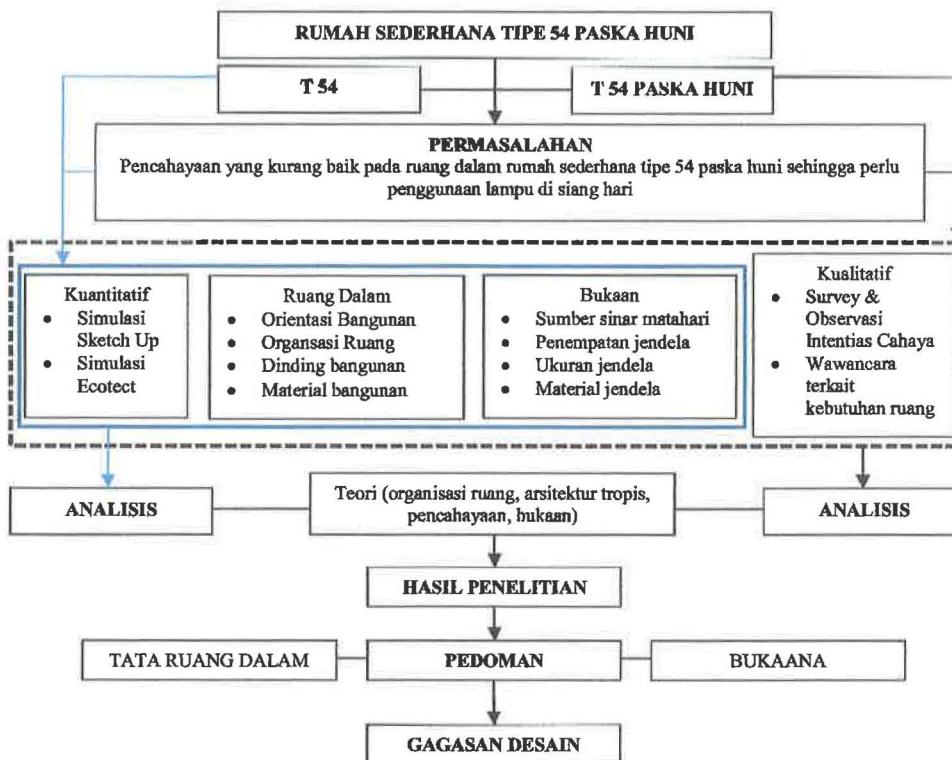 RUMAH SEDERHANA TIPE 54 PASKA HUNI
T 54
T 54 PASKA HUNI
PERMASALAHAN
Pencahayaan yang kurang baik pada ruang dalam rumah sederhana tipe 54 paska huni sehingga perlu
penggunaan lampu di siang hari
Kuantitatif
• Simulasi
Sketch Up
• Simulasi
Ecotect
Ruang Dalam
• Orientasi Bangunan
• Organsasi Ruang
• Dinding bangunan
• Material bangunan
Bukaan
• Sumber sinar matahari
• Penempatan jendela
• Ukuran jendela
• Material jendela
Kualitatif
• Survey &
Observasi
Intentias Cahaya
• Wawancara
terkait
kebutuhan ruang
ANALISIS
Teori (organisasi ruang, arsitektur tropis,
pencahayaan, bukaan)
ANALISIS
HASIL PENELITIAN
TATA RUANG DALAM
PEDOMAN
BUKAANA
GAGASAN DESAIN